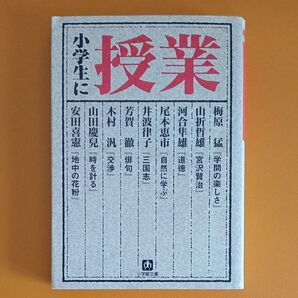 小学生に
授業
梅原 猛『学問の楽しさ』
山折哲雄『宮沢賢治』
河合隼雄『道徳』
尾本恵市『自然に学ぶ』
井波律子『三国志』
芳賀 徹『俳句』
木村 汎『交渉』
山田慶兒『時を計る』
安田喜憲『地中の花粉』
小学館文庫